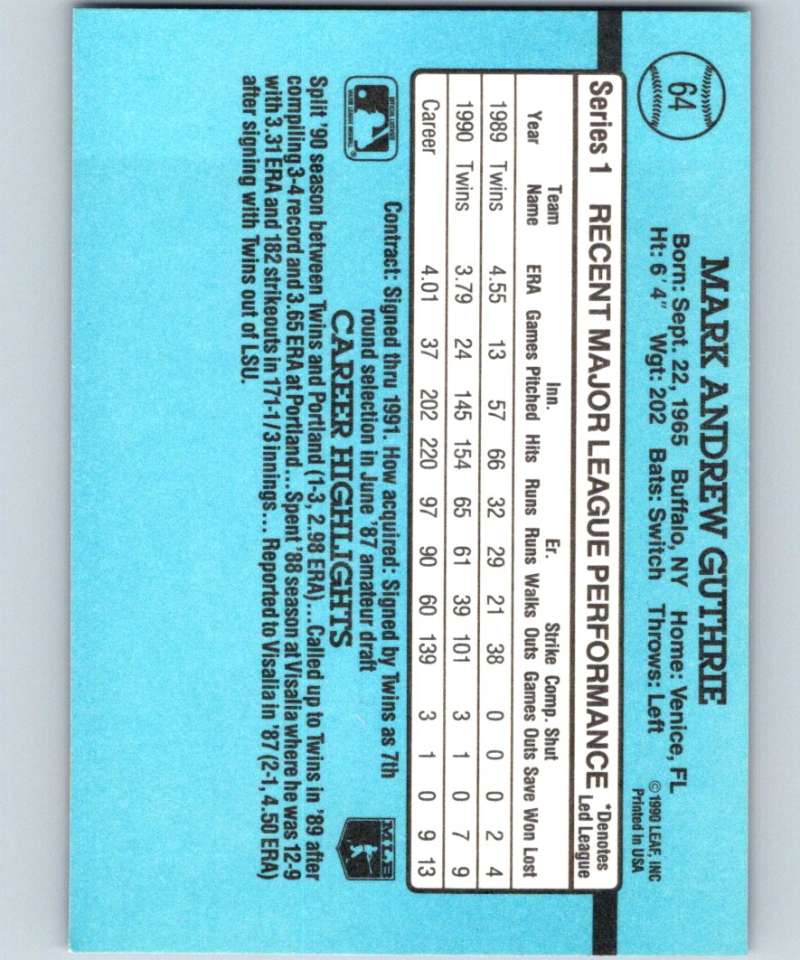 64
MARK ANDREW GUTHRIE
Born: Sept. 22, 1965 Buffalo, NY Home: Venice, FL
Ht: 6'4" Wgt: 202 Bats: Switch Throws: Left
©1990 LEAF, INC
Printed in USA
Series 1 RECENT MAJOR LEAGUE PERFORMANCE *Denotes Led League
Team Inn. Er. Strike Comp. Shut
Year Name ERA Games Pitched Hits Runs Runs Walks Outs Games Outs Save Won Lost
1989 Twins 4.55 13 57 66 32 29 21 38 0 0 0 2 4
1990 Twins 3.79 24 145 154 65 61 39 101 3 1 0 7 9
Career 4.01 37 202 220 97 90 60 139 3 1 0 9 13
OFFICIAL LICENSEE
MAJOR LEAGUE BASEBALL
Contract: Signed thru 1991. How acquired: Signed by Twins as 7th
round selection in June '87 amateur draft
CAREER HIGHLIGHTS
MLB
Split '90 season between Twins and Portland (1-3, 2.98 ERA)...Called up to Twins in '89 after
compiling 3-4 record and 3.65 ERA at Portland...Spent '88 season at Visalia where he was 12-9
with 3.31 ERA and 182 strikeouts in 171-1/3 innings... Reported to Visalia in '87 (2-1, 4.50 ERA)
after signing with Twins out of LSU.